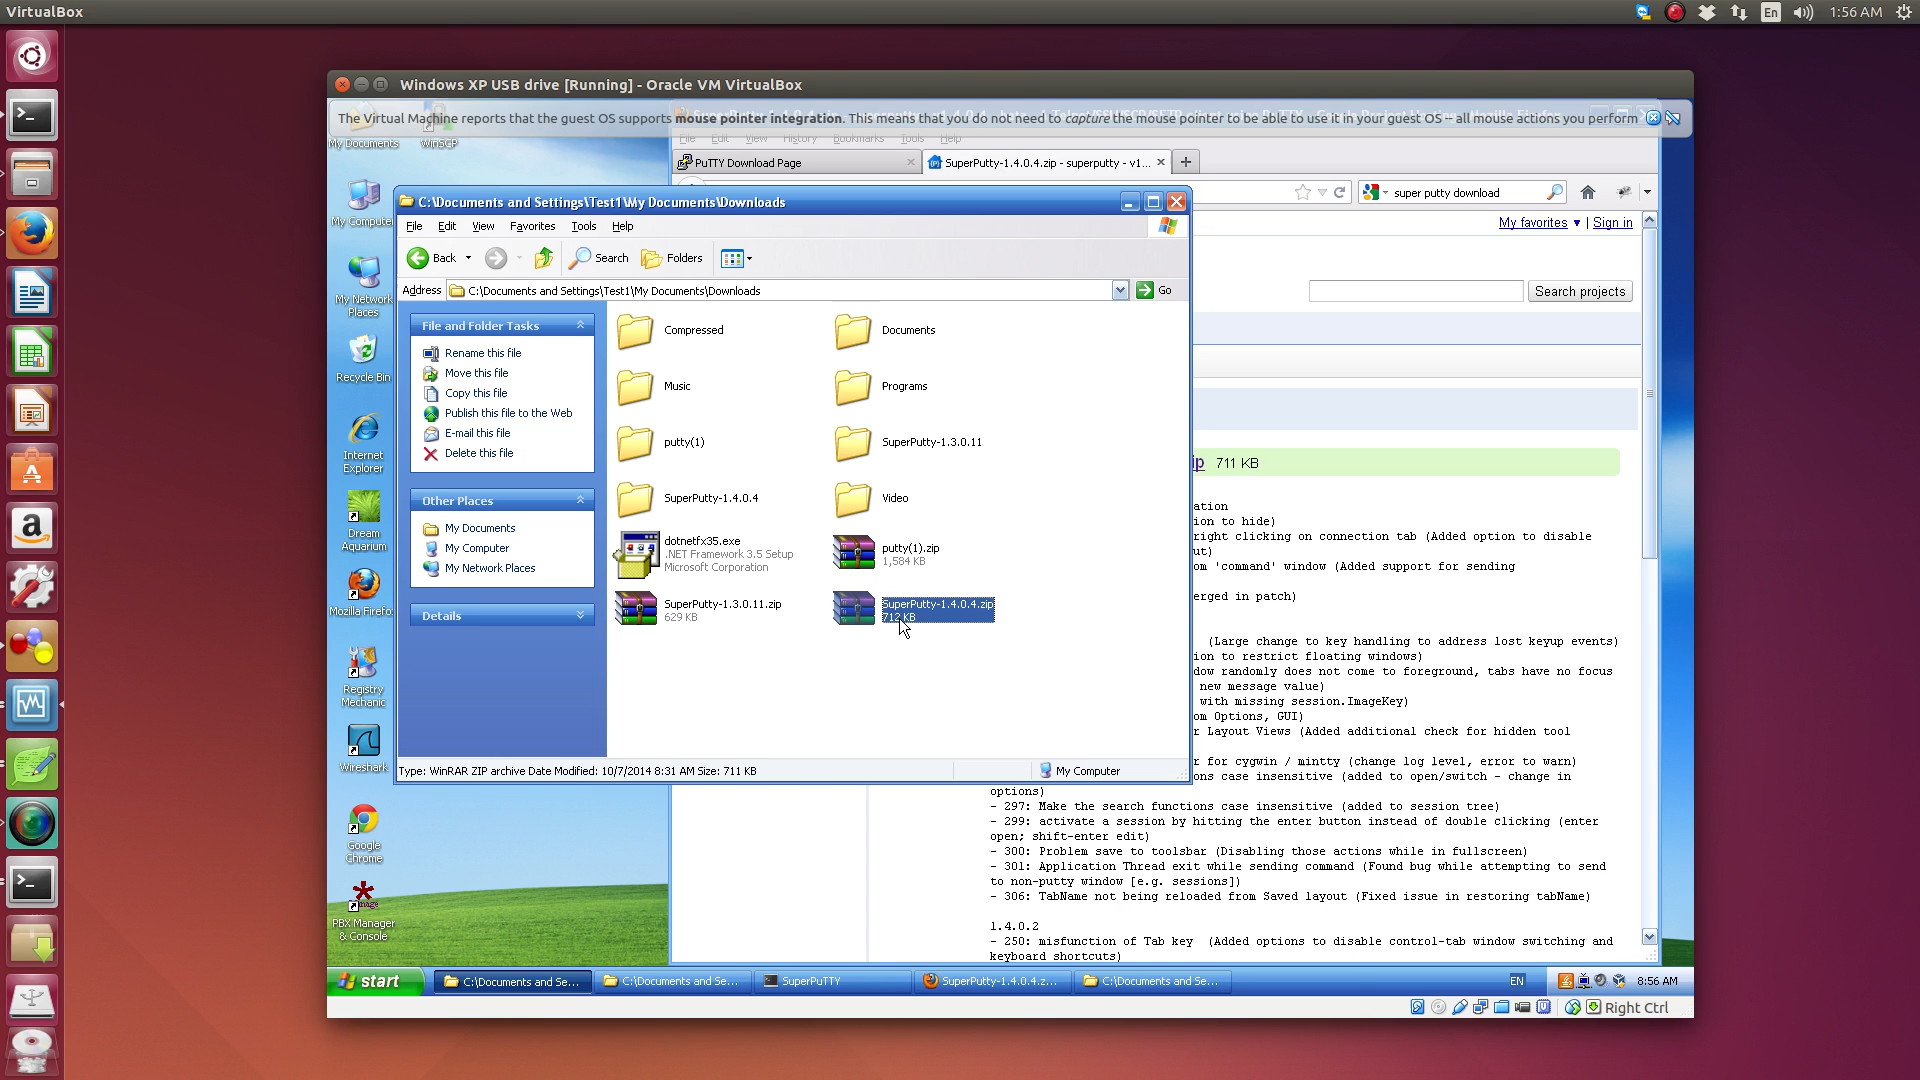 VirtualBox
En
1:56 AM
Windows XP USB drive [Running] - Oracle VM VirtualBox
The Virtual Machine reports that the guest OS supports mouse pointer integration. This means that you do not need to capture the mouse pointer to be able to use it in your guest OS -- all mouse actions you perform
My Documents
WinSCP
File Edit View History Bookmarks Tools Help
PuTTY Download Page
SuperPutty-1.4.0.4.zip - superputty - v1...
super putty download
My favorites ▼ | Sign in
Search projects
ip 711 KB
C:\Documents and Settings\Test1\My Documents\Downloads
File Edit View Favorites Tools Help
Back
Search
Folders
Address
C:\Documents and Settings\Test1\My Documents\Downloads
Go
File and Folder Tasks
Rename this file
Move this file
Copy this file
Publish this file to the Web
E-mail this file
Delete this file
Other Places
My Documents
My Computer
My Network Places
Details
Compressed
Documents
Music
Programs
putty(1)
SuperPutty-1.3.0.11
SuperPutty-1.4.0.4
Video
dotnetfx35.exe
.NET Framework 3.5 Setup
Microsoft Corporation
putty(1).zip
1,584 KB
SuperPutty-1.3.0.11.zip
629 KB
SuperPutty-1.4.0.4.zip
712 KB
Type: WinRAR ZIP archive Date Modified: 10/7/2014 8:31 AM Size: 711 KB
My Computer
My Compute
My Network
Places
Recycle Bin
Internet
Explorer
Dream
Aquarium
Mozilla Firefo
Registry
Mechanic
Wireshark
Google
Chrome
PBX Manager
& Console
ation
ion to hide)
right clicking on connection tab (Added option to disable
ut)
om 'command' window (Added support for sending
erged in patch)
(Large change to key handling to address lost keyup events)
ion to restrict floating windows)
dow randomly does not come to foreground, tabs have no focus
new message value)
with missing session.ImageKey)
om Options, GUI)
r Layout Views (Added additional check for hidden tool
r for cygwin / mintty (change log level, error to warn)
ons case insensitive (added to open/switch - change in
options)
- 297: Make the search functions case insensitive (added to session tree)
- 299: activate a session by hitting the enter button instead of double clicking (enter
open; shift-enter edit)
- 300: Problem save to toolsbar (Disabling those actions while in fullscreen)
- 301: Application Thread exit while sending command (Found bug while attempting to send
to non-putty window [e.g. sessions])
- 306: TabName not being reloaded from Saved layout (Fixed issue in restoring tabName)
1.4.0.2
- 250: misfunction of Tab key (Added options to disable control-tab window switching and
keyboard shortcuts)
start
C:\Documents and Se...
C:\Documents and Se...
SuperPuTTY
SuperPutty-1.4.0.4.z...
C:\Documents and Se...
EN
8:56 AM
Right Ctrl